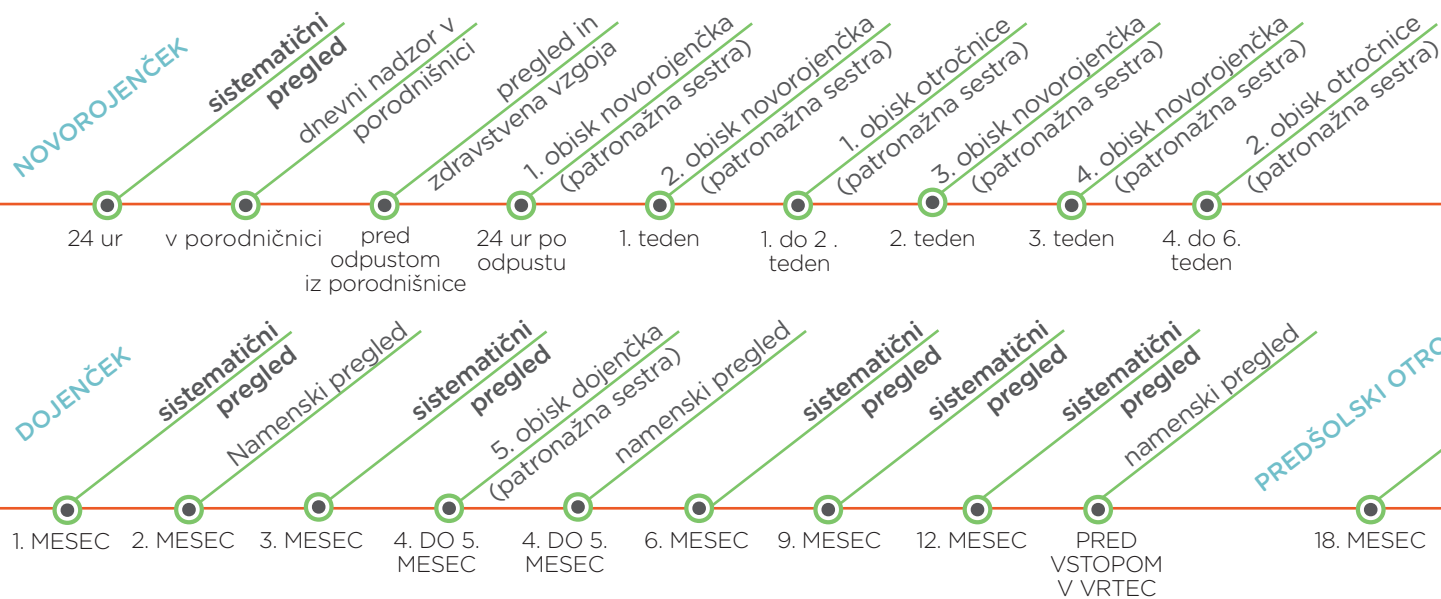 NOVOROJENČEK
sistematični
pregled
dnevni nadzor v
porodnišnici
pregled in
zdravstvena vzgoja
1. obisk novorojenčka
(patronažna sestra)
2. obisk novorojenčka
(patronažna sestra)
1. obisk otročnice
(patronažna sestra)
3. obisk novorojenčka
(patronažna sestra)
4. obisk novorojenčka
(patronažna sestra)
2. obisk otročnice
(patronažna sestra)
24 ur
v porodničnici
pred
odpustom
iz porodnišnice
24 ur po
odpustu
1. teden
1. do 2 .
teden
2. teden
3. teden
4. do 6.
teden
DOJENČEK
sistematični
pregled
Namenski pregled
sistematični
pregled
5. obisk dojenčka
(patronažna sestra)
namenski pregled
sistematični
pregled
sistematični
pregled
sistematični
pregled
namenski pregled
PREDŠOLSKI OTRO
1. MESEC
2. MESEC
3. MESEC
4. DO 5.
MESEC
4. DO 5.
MESEC
6. MESEC
9. MESEC
12. MESEC
PRED
VSTOPOM
V VRTEC
18. MESEC